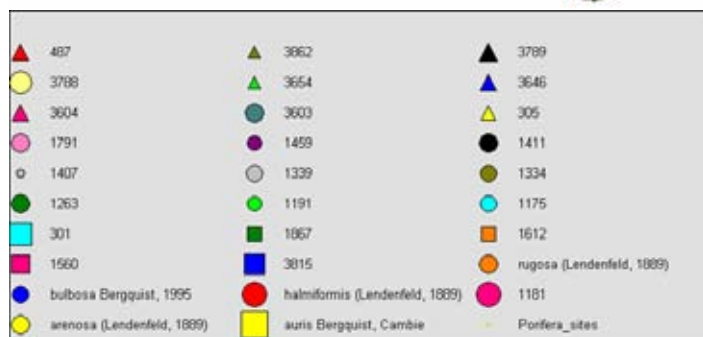 487 3862 3789
3788 3654 3646
3604 3603 305
1791 1459 1411
1407 1339 1334
1263 1191 1175
301 1867 1612
1560 3815 rugosa (Lendenfeld, 1889)
bulbosa Bergquist, 1995 halmiformis (Lendenfeld, 1889) 1181
arenosa (Lendenfeld, 1889) auris Bergquist, Cambie Porifera_sites